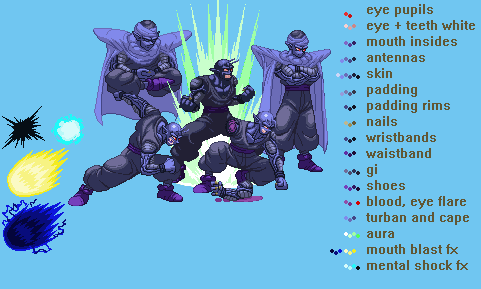 eye pupils
eye + teeth white
mouth insides
antennas
skin
padding
padding rims
nails
wristbands
waistband
gi
shoes
blood, eye flare
turban and cape
aura
mouth blast fx
mental shock fx